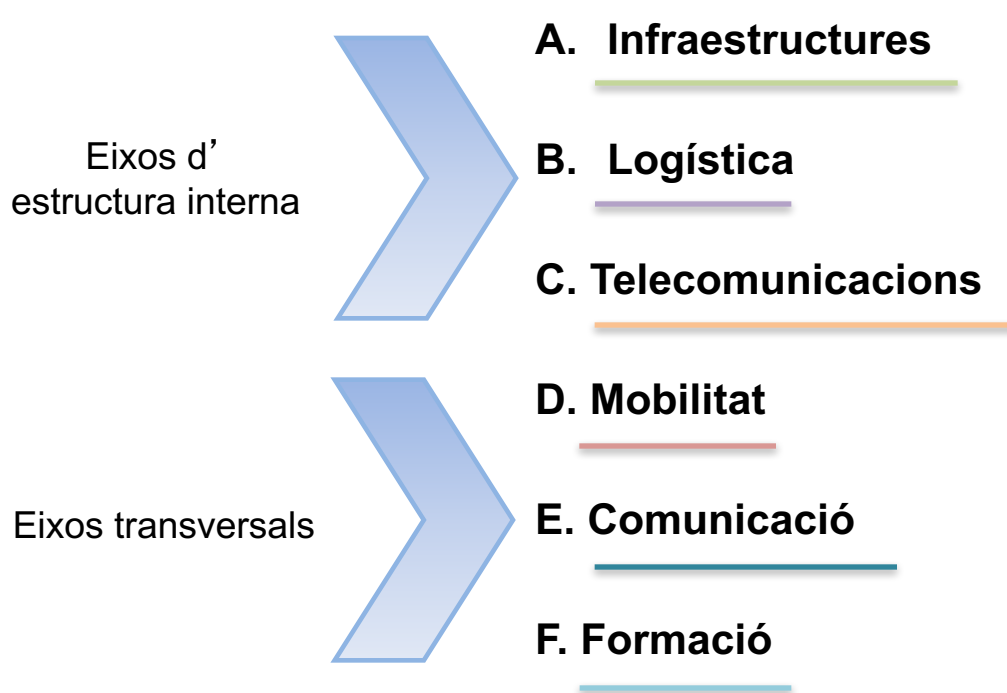 Eixos d’
estructura interna
A. Infraestructures
B. Logística
C. Telecomunicacions
Eixos transversals
D. Mobilitat
E. Comunicació
F. Formació